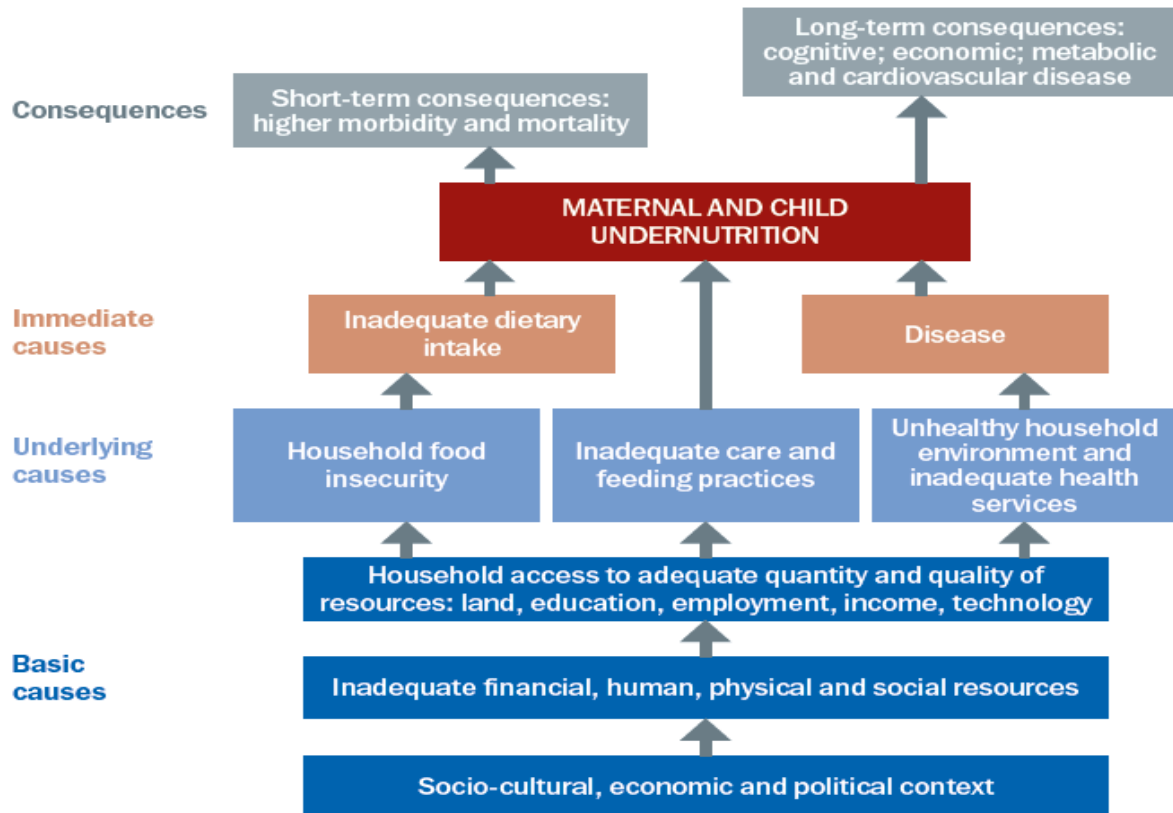 Long-term consequences:
cognitive; economic; metabolic
and cardiovascular disease
Consequences
Short-term consequences:
higher morbidity and mortality
MATERNAL AND CHILD
UNDERNUTRITION
Immediate
causes
Inadequate dietary
intake
Disease
Underlying
causes
Household food
insecurity
Inadequate care and
feeding practices
Unhealthy household
environment and
inadequate health
services
Household access to adequate quantity and quality of
resources: land, education, employment, income, technology
Basic
causes
Inadequate financial, human, physical and social resources
Socio-cultural, economic and political context